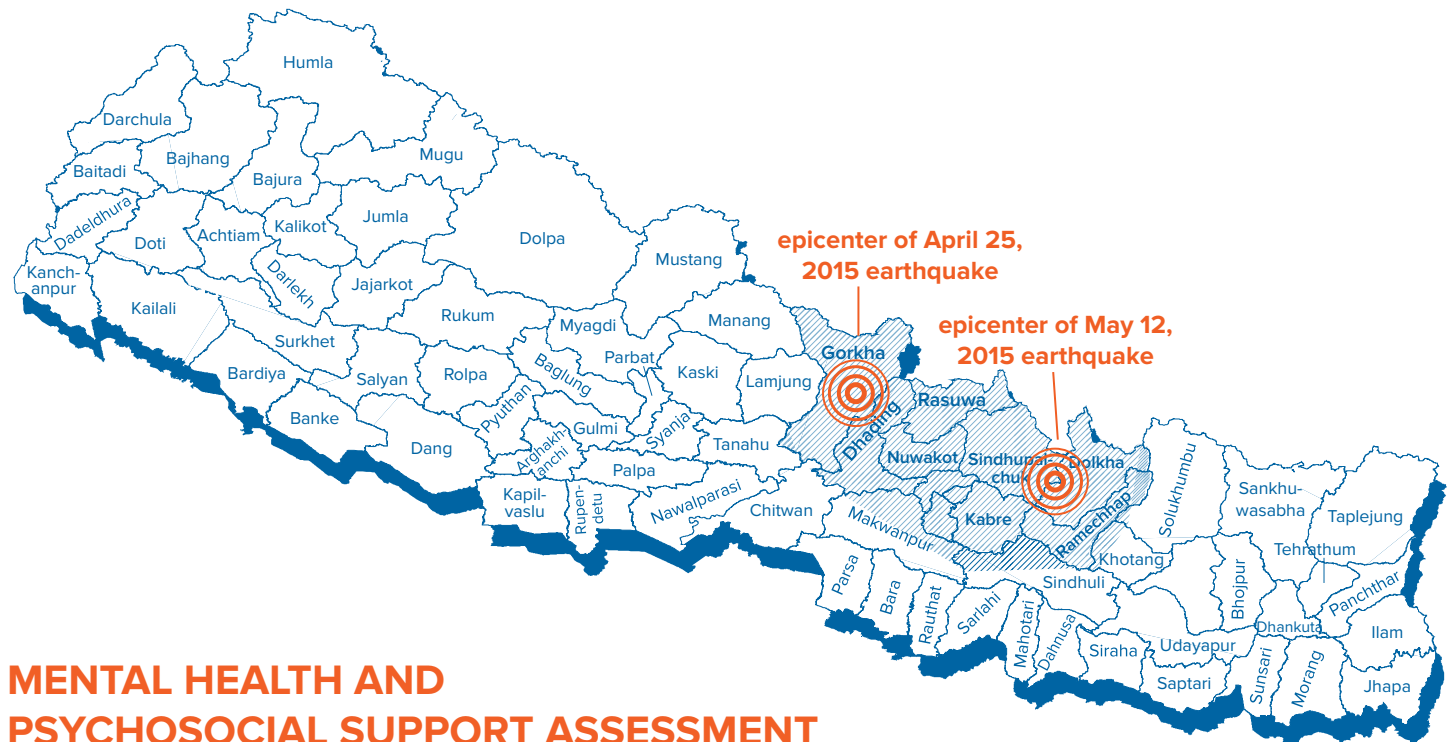 Humla
Darchula
Bajhang
Mugu
Baitadi
Bajura
Dadeldhura
Doti
Achtiam
Kalikot
Jumla
Dolpa
epicenter of April 25,
2015 earthquake
Mustang
Kanch-
anpur
Kailali
Darlekh
Jajarkot
Rukum
Myagdi
Manang
epicenter of May 12,
2015 earthquake
Surkhet
Parbat
Gorkha
Bardiya
Salyan
Rolpa
Baglung
Kaski
Lamjung
Rasuwa
Banke
Pyuthan
Gulmi
Syanja
Dhading
Dang
Arghakh-
anchi
Tanahu
Nuwakot
Sindhupal-
chuk
Dolkha
Solukhumbu
Palpa
Kapil-
vaslu
Rupen-
detu
Nawalparasi
Chitwan
Makwanpur
Kabre
Ramechhap
Sankhu-
wasabha
Taplejung
Khotang
Tehrathum
Sindhuli
Parsa
Bara
Rauthat
Sarlahi
Mahotari
Dahnusa
Bhojpur
Panchthar
Dhankuta
Siraha
Udayapur
Ilam
Saptari
Sunsari
Morang
Jhapa
MENTAL HEALTH AND
PSYCHOSOCIAL SUPPORT ASSESSMENT